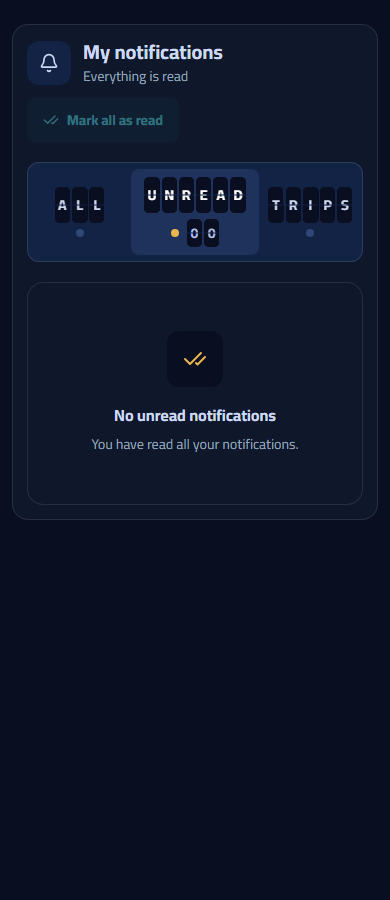 My notifications
Everything is read
Mark all as read
ALL
UNREAD
00
TRIPS
No unread notifications
You have read all your notifications.